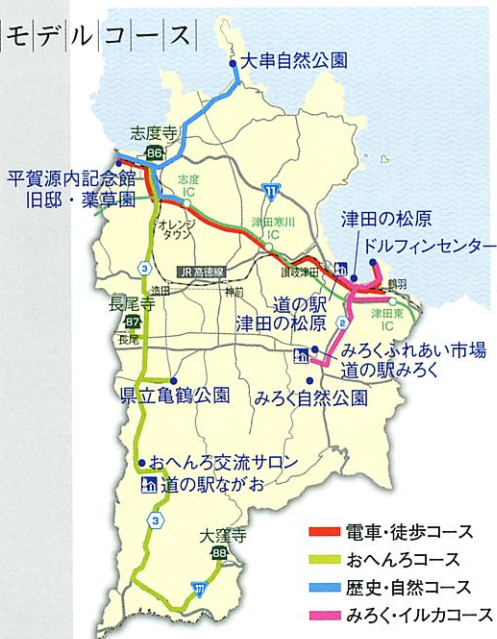 モデルコース
大串自然公園
志度寺
86
平賀源内記念館
旧邸・薬草園
志度
IC
11
オレンジ
タウン
津田寒川
IC
津田の松原
ドルフィンセンター
3
JR高徳線
讃岐津田
鶴羽
造田
神前
道の駅
津田の松原
津田東
IC
2
長尾寺
87
長尾
みろくふれあい市場
道の駅みろく
県立亀鶴公園
みろく自然公園
おへんろ交流サロン
道の駅ながお
3
大窪寺
88
377
電車・徒歩コース
おへんろコース
歴史・自然コース
みろく・イルカコース